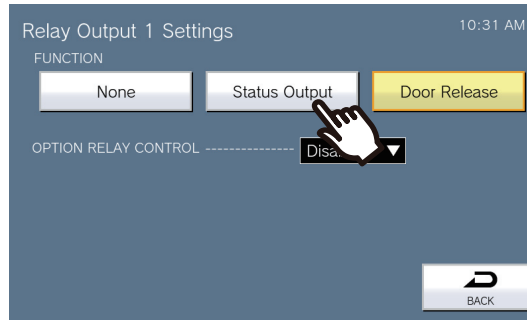 Relay Output 1 Settings
10:31 AM
FUNCTION
None
Status Output
Door Release
OPTION RELAY CONTROL ---------------
BACK